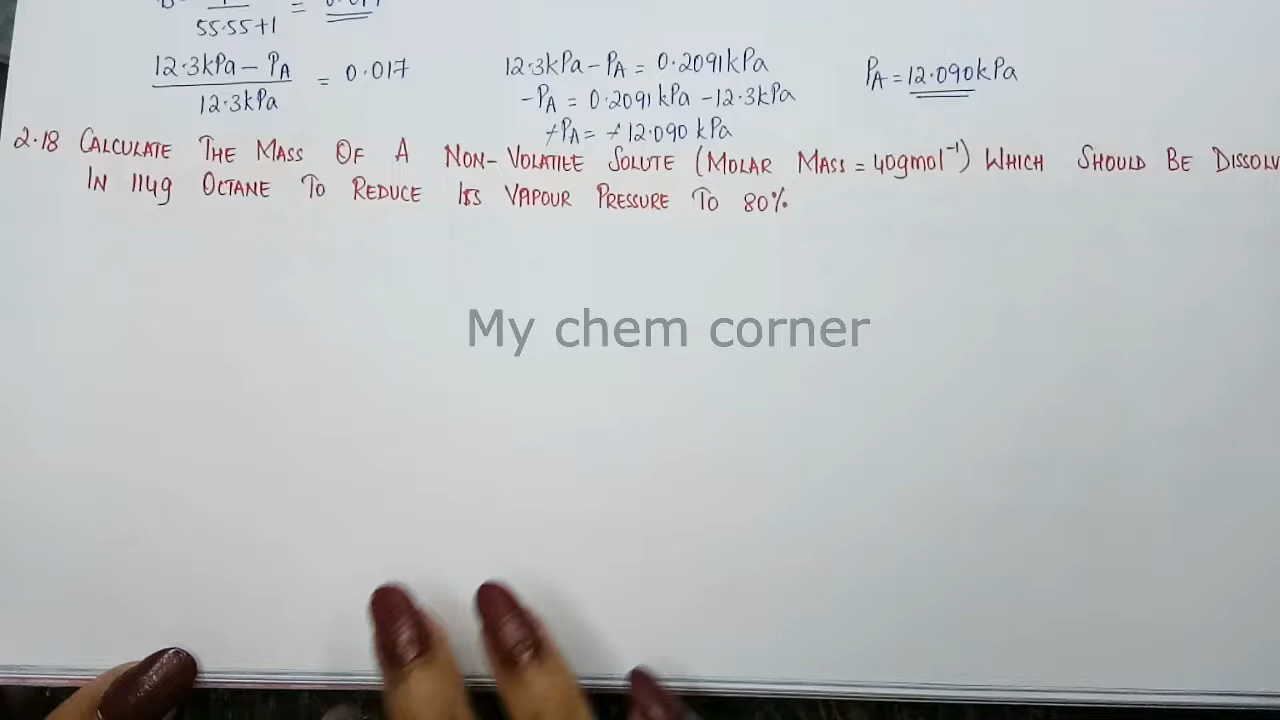 55.55+1 =
12.3kPa – PA / 12.3kPa = 0.017
12.3kPa – PA = 0.2091kPa
–PA = 0.2091kPa – 12.3kPa
+PA = +12.090 kPa
PA = 12.090kPa
2.18 CALCULATE THE MASS OF A NON-VOLATILE SOLUTE (MOLAR MASS = 40gmol⁻¹) WHICH SHOULD BE DISSOLV
IN 114g OCTANE TO REDUCE ITS VAPOUR PRESSURE TO 80%
My chem corner